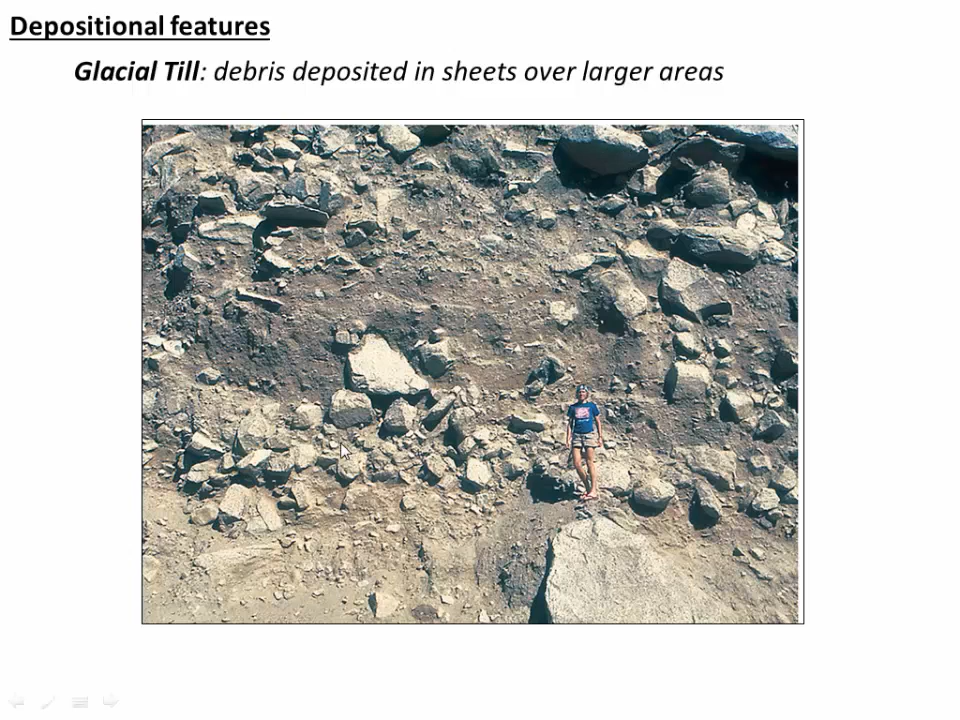 Depositional features
Glacial Till: debris deposited in sheets over larger areas